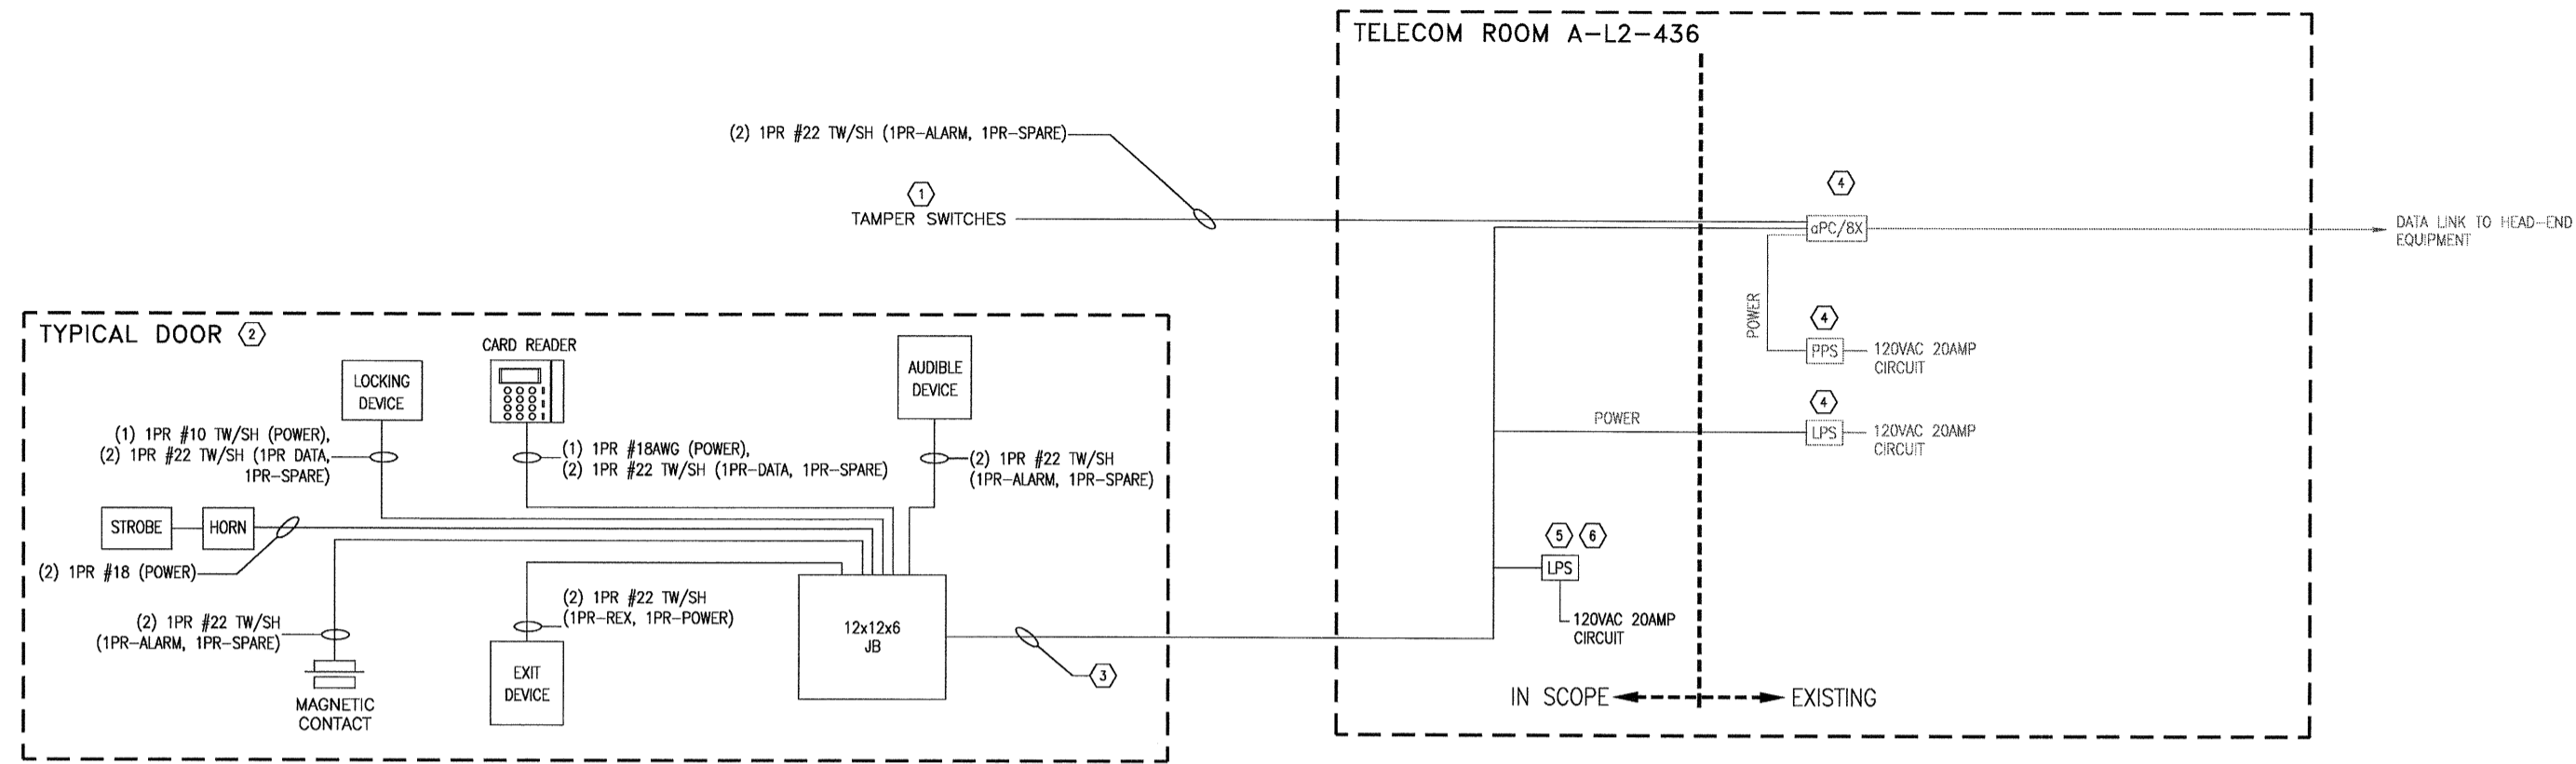 TELECOM ROOM A-L2-436
(2) 1PR #22 TW/SH (1PR-ALARM, 1PR-SPARE)
1
TAMPER SWITCHES
4
aPC/8X
DATA LINK TO HEAD-END
EQUIPMENT
POWER
4
PPS
120VAC 20AMP
CIRCUIT
4
LPS
120VAC 20AMP
CIRCUIT
POWER
5
6
LPS
120VAC 20AMP
CIRCUIT
IN SCOPE
EXISTING
TYPICAL DOOR
2
LOCKING
DEVICE
CARD READER
AUDIBLE
DEVICE
(1) 1PR #10 TW/SH (POWER),
(2) 1PR #22 TW/SH (1PR DATA,
1PR-SPARE)
(1) 1PR #18AWG (POWER),
(2) 1PR #22 TW/SH (1PR-DATA, 1PR-SPARE)
(2) 1PR #22 TW/SH
(1PR-ALARM, 1PR-SPARE)
STROBE
HORN
(2) 1PR #18 (POWER)
(2) 1PR #22 TW/SH
(1PR-ALARM, 1PR-SPARE)
MAGNETIC
CONTACT
(2) 1PR #22 TW/SH
(1PR-REX, 1PR-POWER)
EXIT
DEVICE
12x12x6
JB
3